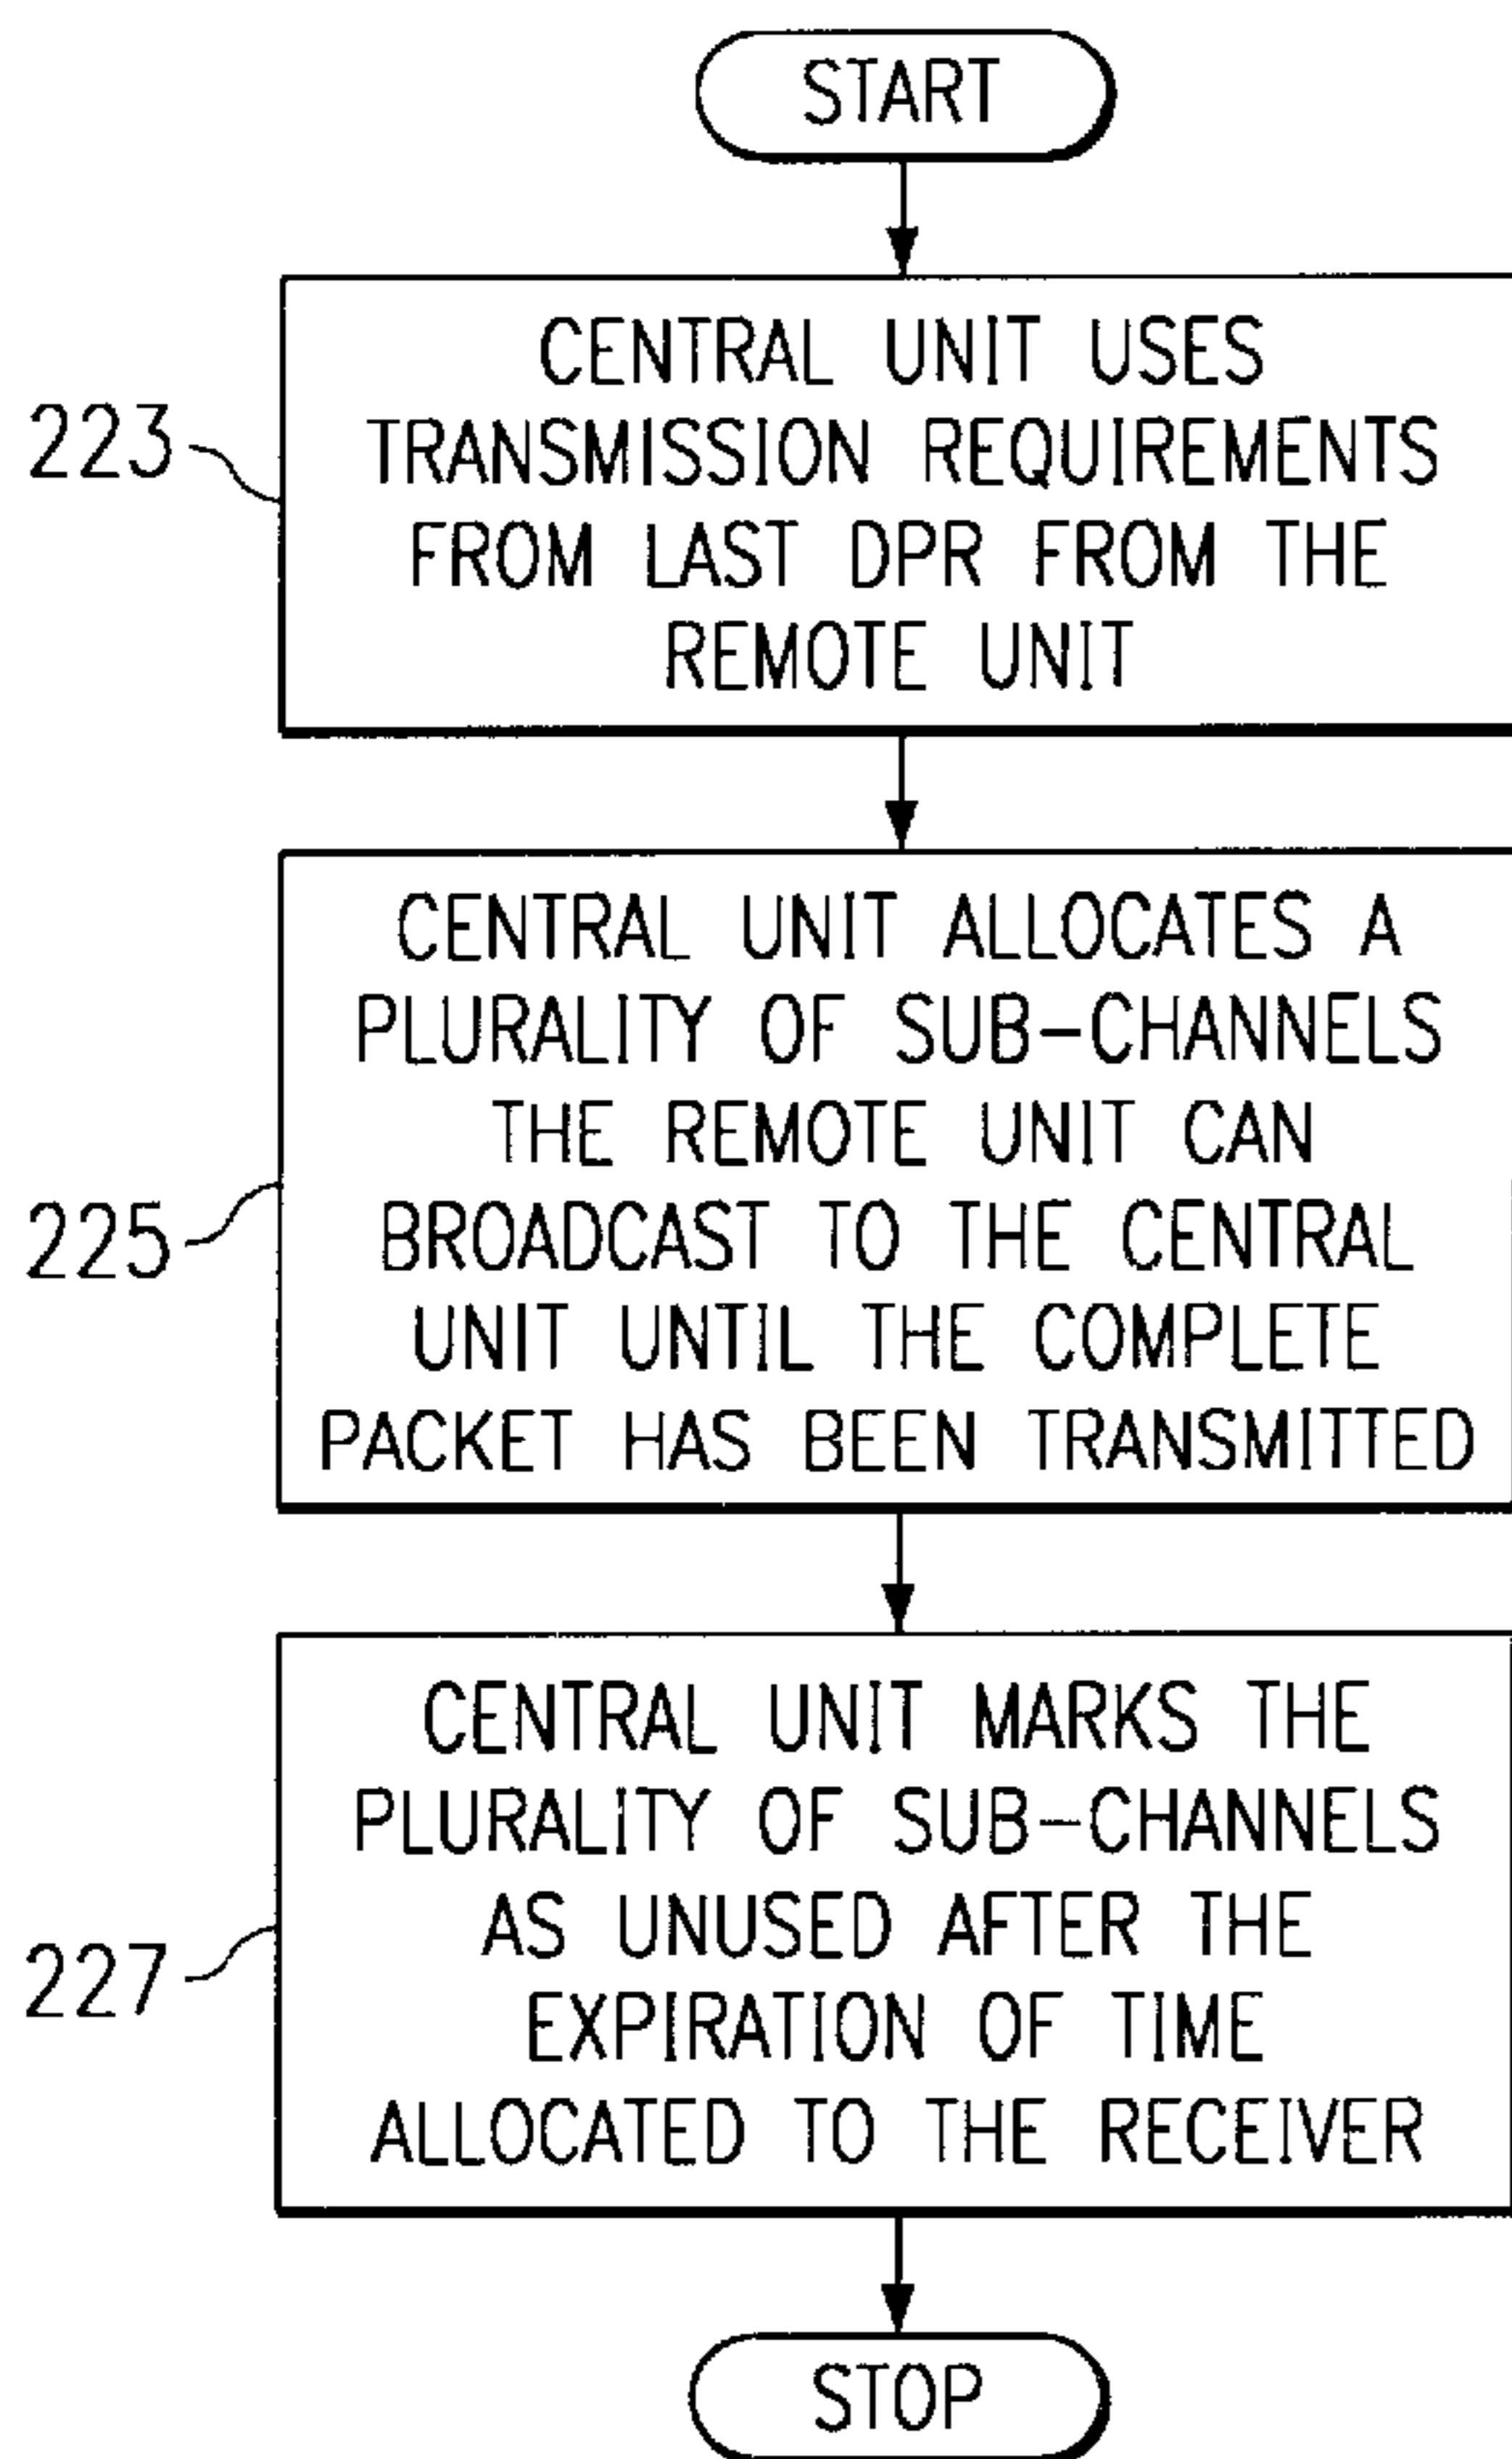 START
CENTRAL UNIT USES
TRANSMISSION REQUIREMENTS
FROM LAST DPR FROM THE
REMOTE UNIT
223
CENTRAL UNIT ALLOCATES A
PLURALITY OF SUB-CHANNELS
THE REMOTE UNIT CAN
BROADCAST TO THE CENTRAL
UNIT UNTIL THE COMPLETE
PACKET HAS BEEN TRANSMITTED
225
CENTRAL UNIT MARKS THE
PLURALITY OF SUB-CHANNELS
AS UNUSED AFTER THE
EXPIRATION OF TIME
ALLOCATED TO THE RECEIVER
227
STOP